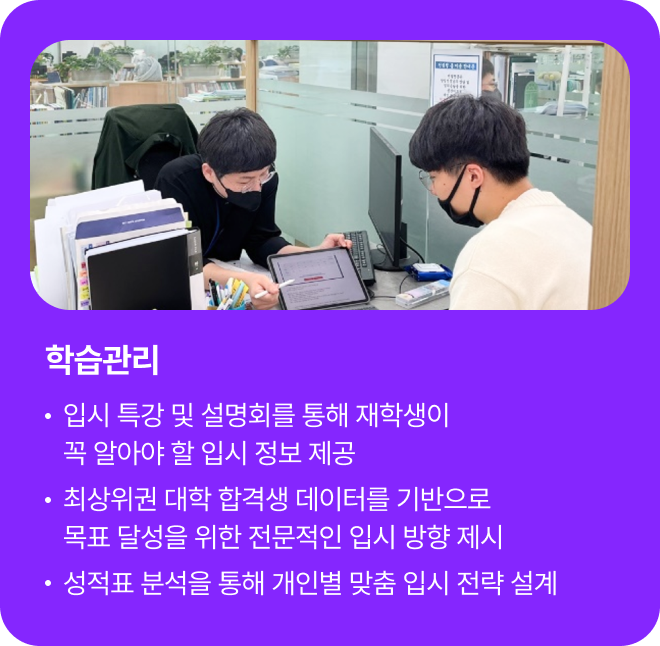 학습관리
• 입시 특강 및 설명회를 통해 재학생이
꼭 알아야 할 입시 정보 제공
• 최상위권 대학 합격생 데이터를 기반으로
목표 달성을 위한 전문적인 입시 방향 제시
• 성적표 분석을 통해 개인별 맞춤 입시 전략 설계